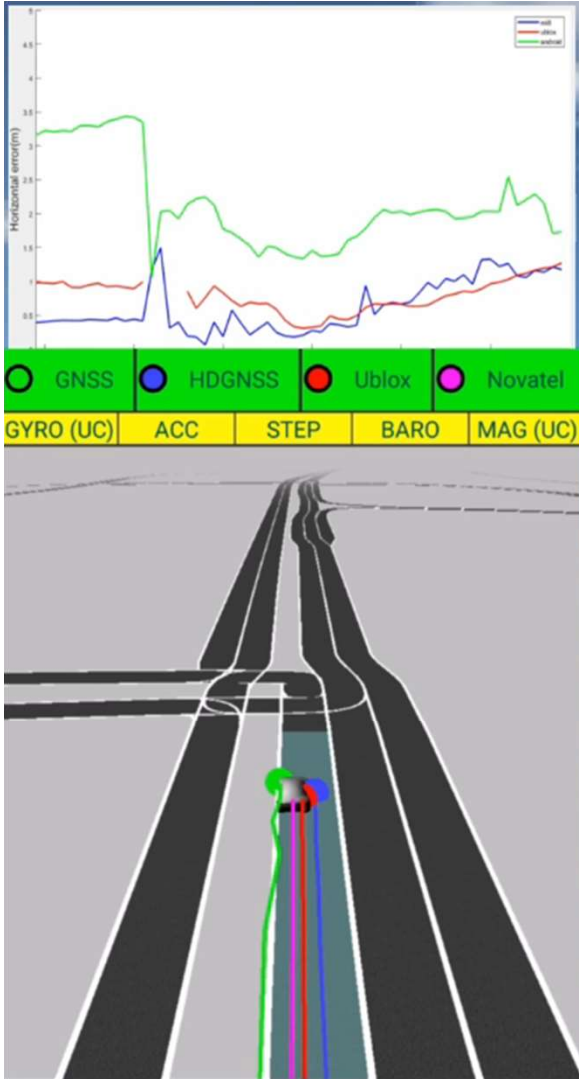 5
4.5
ublox
android
4
3.5
3
2.5
2
1.5
1
0.5
Horizontal error(m)
GNSS HDGNSS Ublox Novatel
GYRO (UC) ACC STEP BARO MAG (UC)